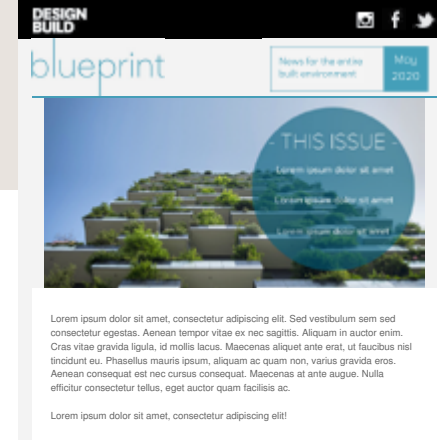 DESIGN
BUILD
blueprint
News for the entire
built environment
May
2020
- THIS ISSUE -
Lorem ipsum dolor sit amet
Lorem ipsum dolor sit amet
Lorem ipsum dolor sit amet
Lorem ipsum dolor sit amet, consectetur adipiscing elit. Sed vestibulum sem sed
consectetur egestas. Aenean tempor vitae ex nec sagittis. Aliquam in auctor enim.
Cras vitae gravida ligula, id mollis lacus. Maecenas aliquet ante erat, ut faucibus nisl
tincidunt eu. Phasellus mauris ipsum, aliquam ac quam non, varius gravida eros.
Aenean consequat est nec cursus consequat. Maecenas at ante augue. Nulla
efficitur consectetur tellus, eget auctor quam facilisis ac.
Lorem ipsum dolor sit amet, consectetur adipiscing elit!